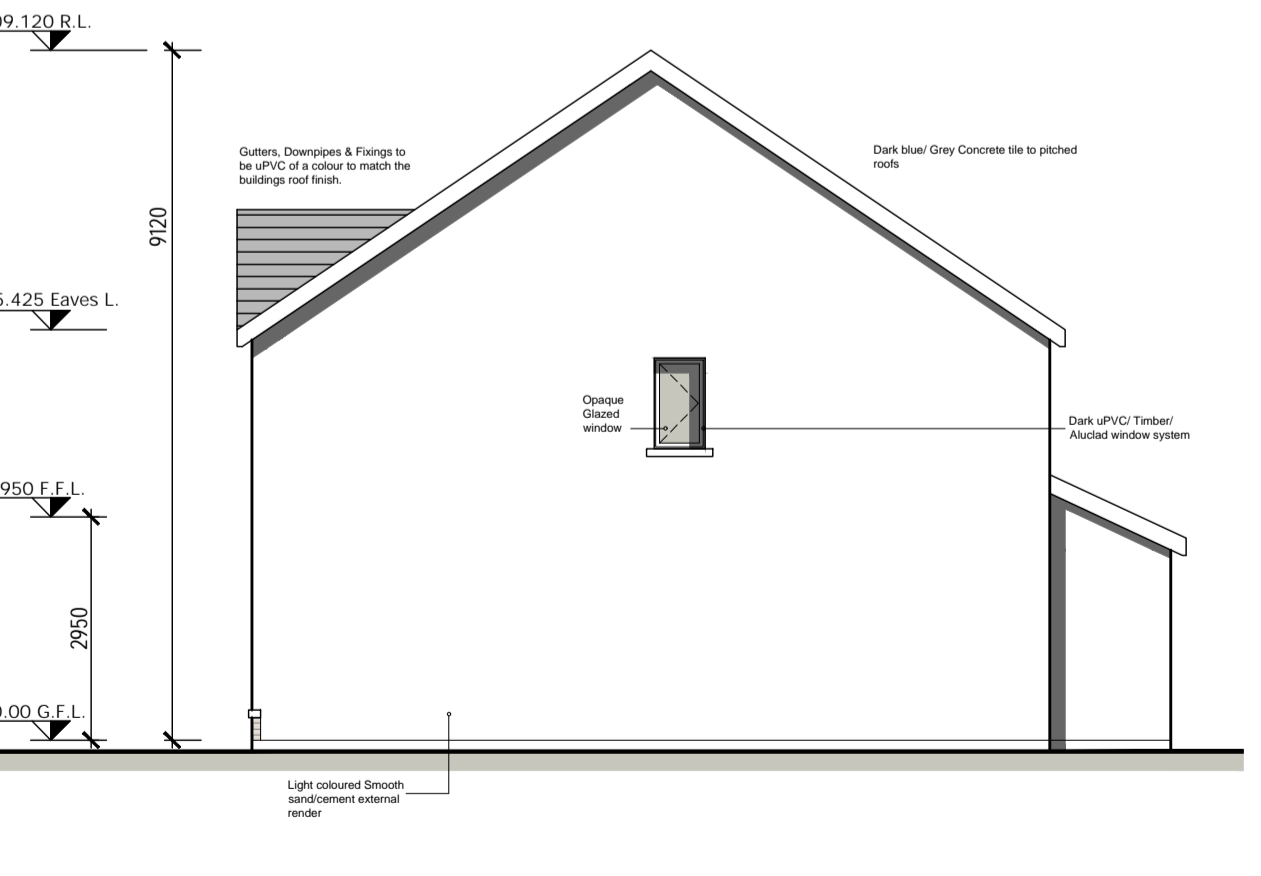 09.120 R.L.
Gutters, Downpipes & Fixings to
be uPVC of a colour to match the
buildings roof finish.
Dark blue/ Grey Concrete tile to pitched
roofs
9120
5.425 Eaves L.
Opaque
Glazed
window
Dark uPVC/ Timber/
Aluclad window system
950 F.F.L.
2950
0.00 G.F.L.
Light coloured Smooth
sand/cement external
render